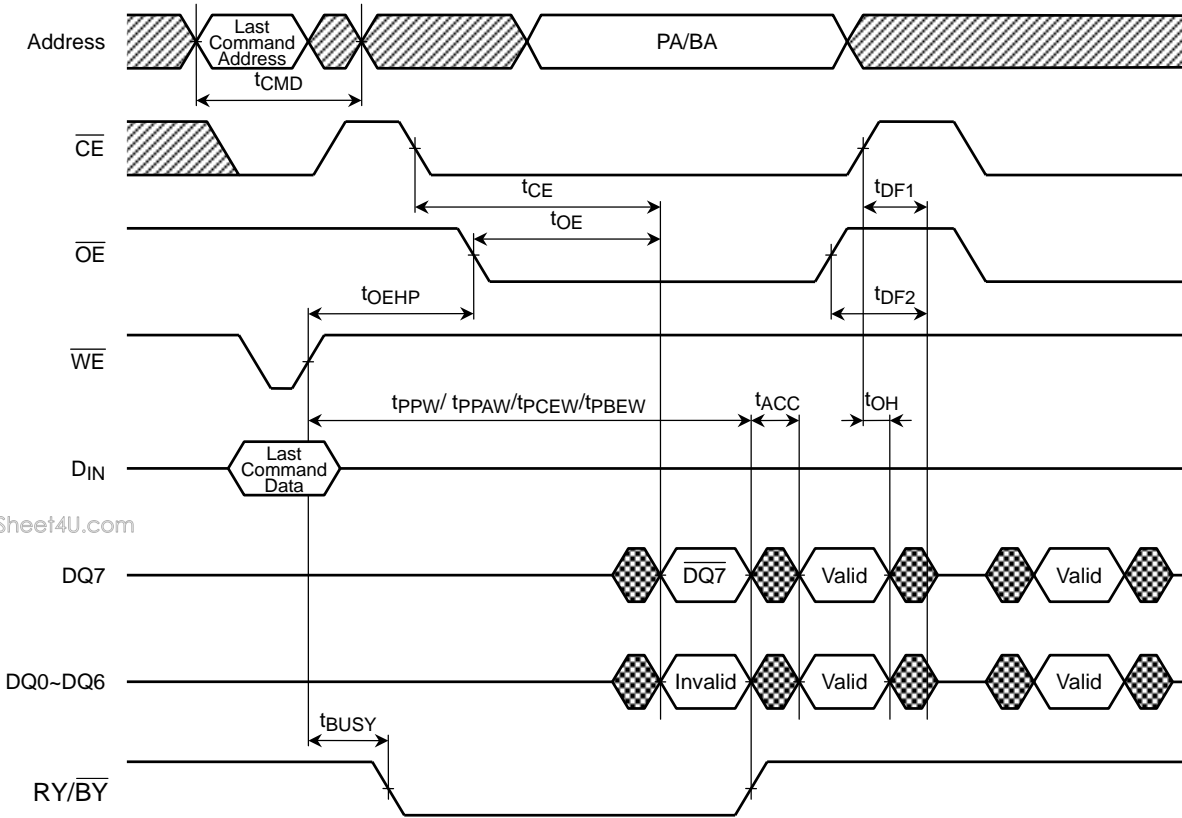 Address
Last
Command
Address
PA/BA
tCMD
CE
tCE
tDF1
OE
tOE
tOEHP
tDF2
WE
tPPW/ tPPAW/tPCEW/tPBEW
tACC
tOH
DIN
Last
Command
Data
Sheet4U.com
DQ7
DQ7
Valid
Valid
DQ0~DQ6
Invalid
Valid
Valid
tBUSY
RY/BY